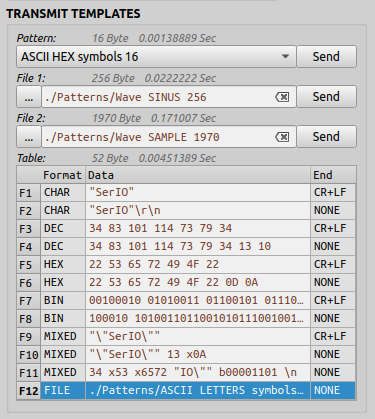 TRANSMIT TEMPLATES
Pattern: 16 Byte 0.00138889 Sec
ASCII HEX symbols 16 Send
File 1: 256 Byte 0.0222222 Sec
... ./Patterns/Wave SINUS 256 Send
File 2: 1970 Byte 0.171007 Sec
... ./Patterns/Wave SAMPLE 1970 Send
Table: 52 Byte 0.00451389 Sec
Format Data End
F1 CHAR "SerIO" CR+LF
F2 CHAR "SerIO"\r\n NONE
F3 DEC 34 83 101 114 73 79 34 CR+LF
F4 DEC 34 83 101 114 73 79 34 13 10 NONE
F5 HEX 22 53 65 72 49 4F 22 CR+LF
F6 HEX 22 53 65 72 49 4F 22 0D 0A NONE
F7 BIN 00100010 01010011 01100101 01110... CR+LF
F8 BIN 100010 1010011011001010111001001... NONE
F9 MIXED "\"SerIO\"" CR+LF
F10 MIXED "\"SerIO\"" 13 x0A NONE
F11 MIXED 34 x53 x6572 "IO\"" b00001101 \n NONE
F12 FILE ./Patterns/ASCII LETTERS symbols... NONE